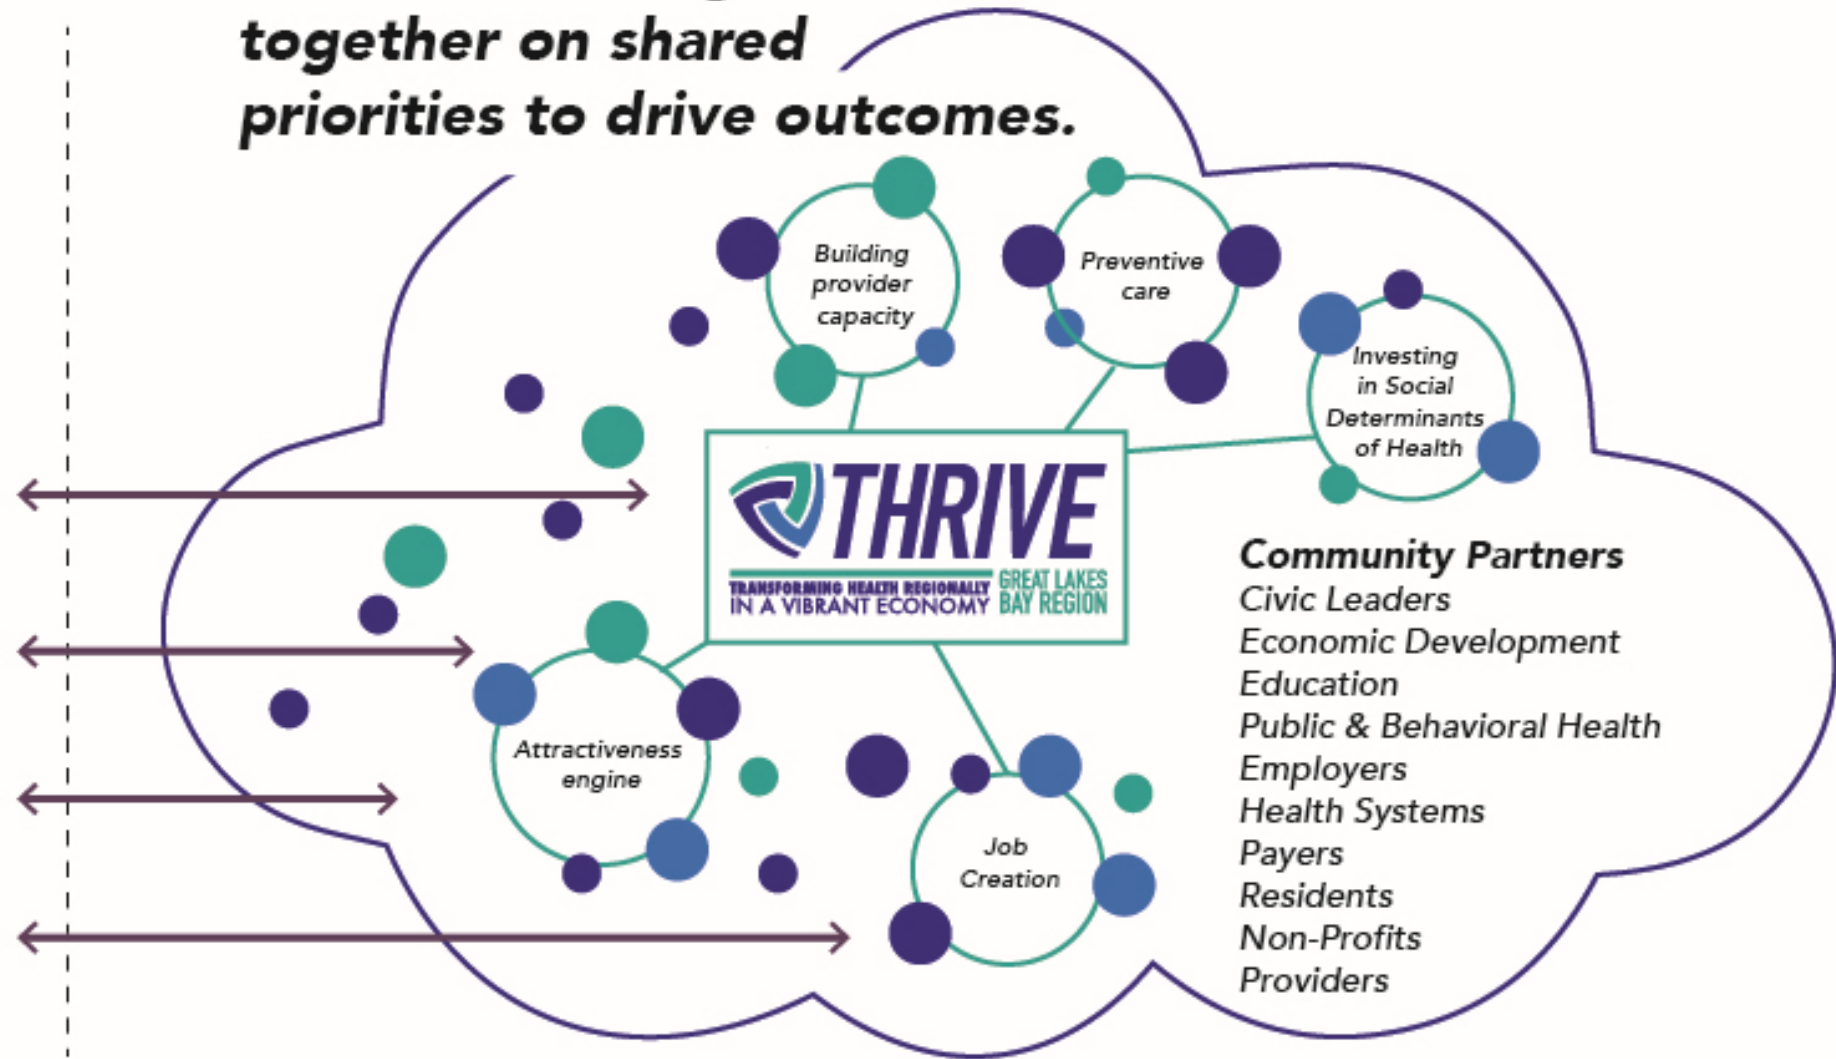 together on shared
priorities to drive outcomes.
Building
provider
capacity
Preventive
care
Investing
in Social
Determinants
of Health
THRIVE
TRANSFORMING HEALTH REGIONALLY
IN A VIBRANT ECONOMY
GREAT LAKES
BAY REGION
Attractiveness
engine
Job
Creation
Community Partners
Civic Leaders
Economic Development
Education
Public & Behavioral Health
Employers
Health Systems
Payers
Residents
Non-Profits
Providers